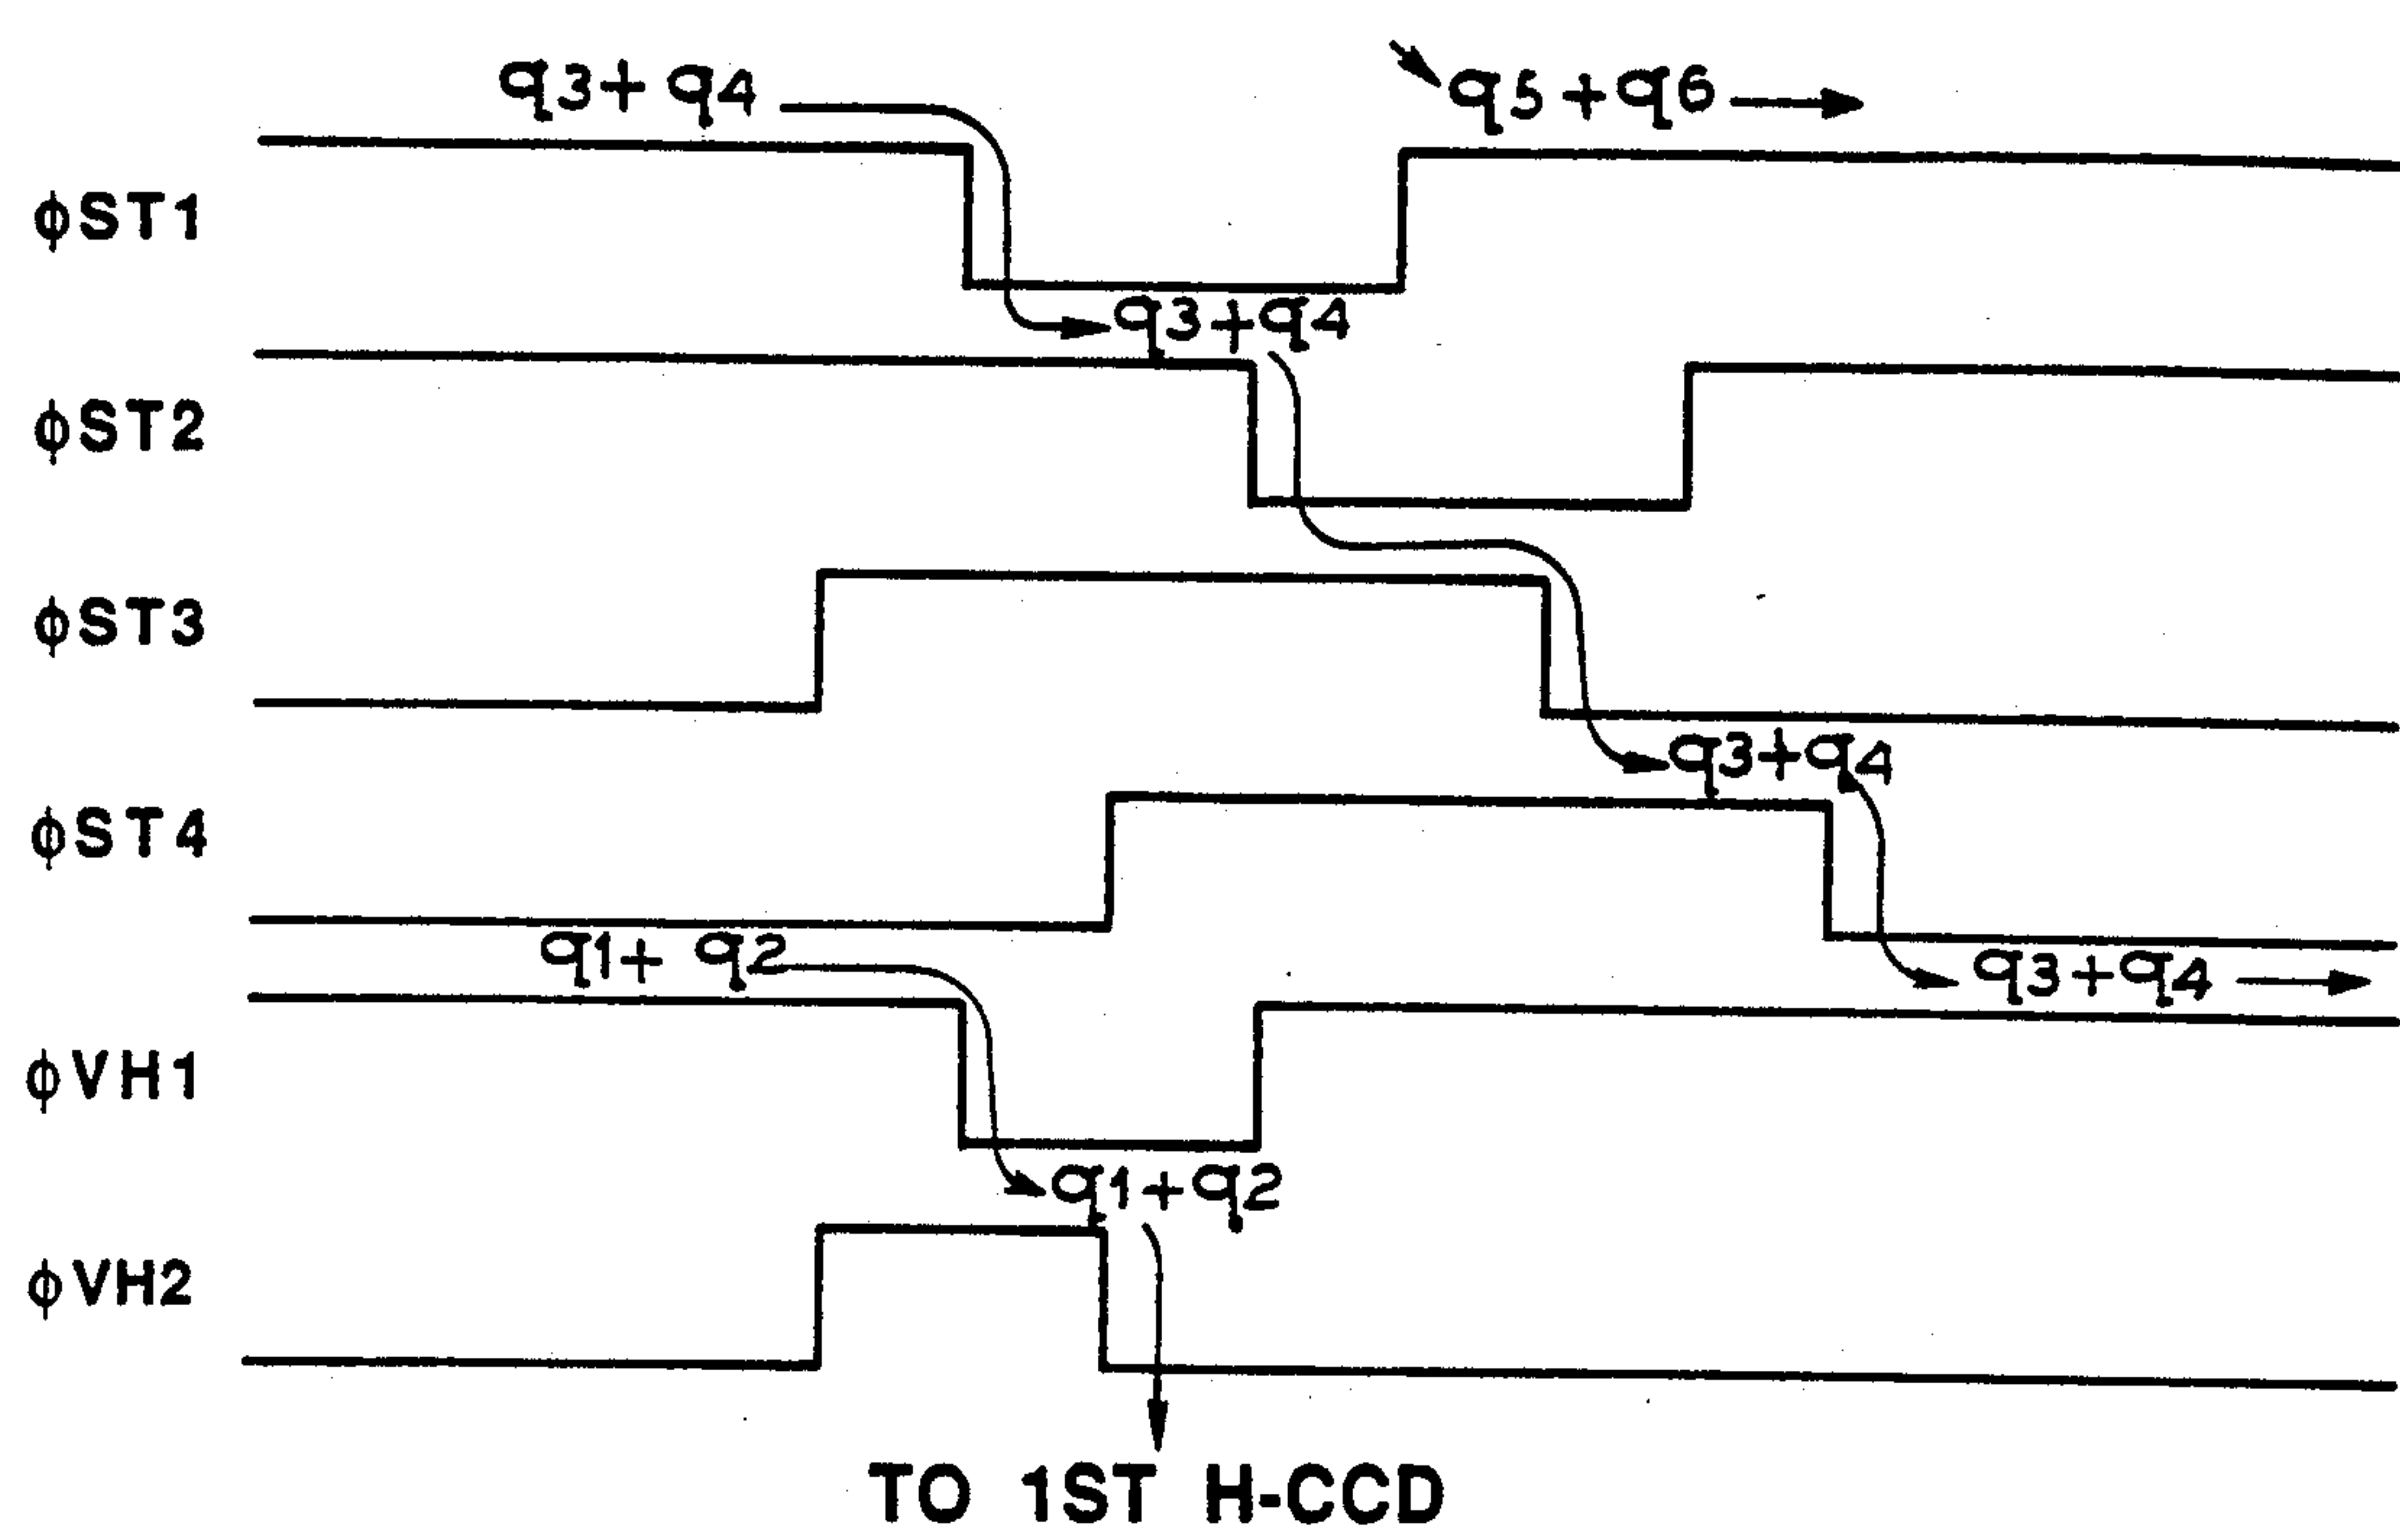 q3+ q4
q5+q6
φST1
q3+q4
φST2
φST3
q3+q4
φST4
q1+ q2
q3+q4
φVH1
q1+q2
φVH2
TO 1ST H-CCD